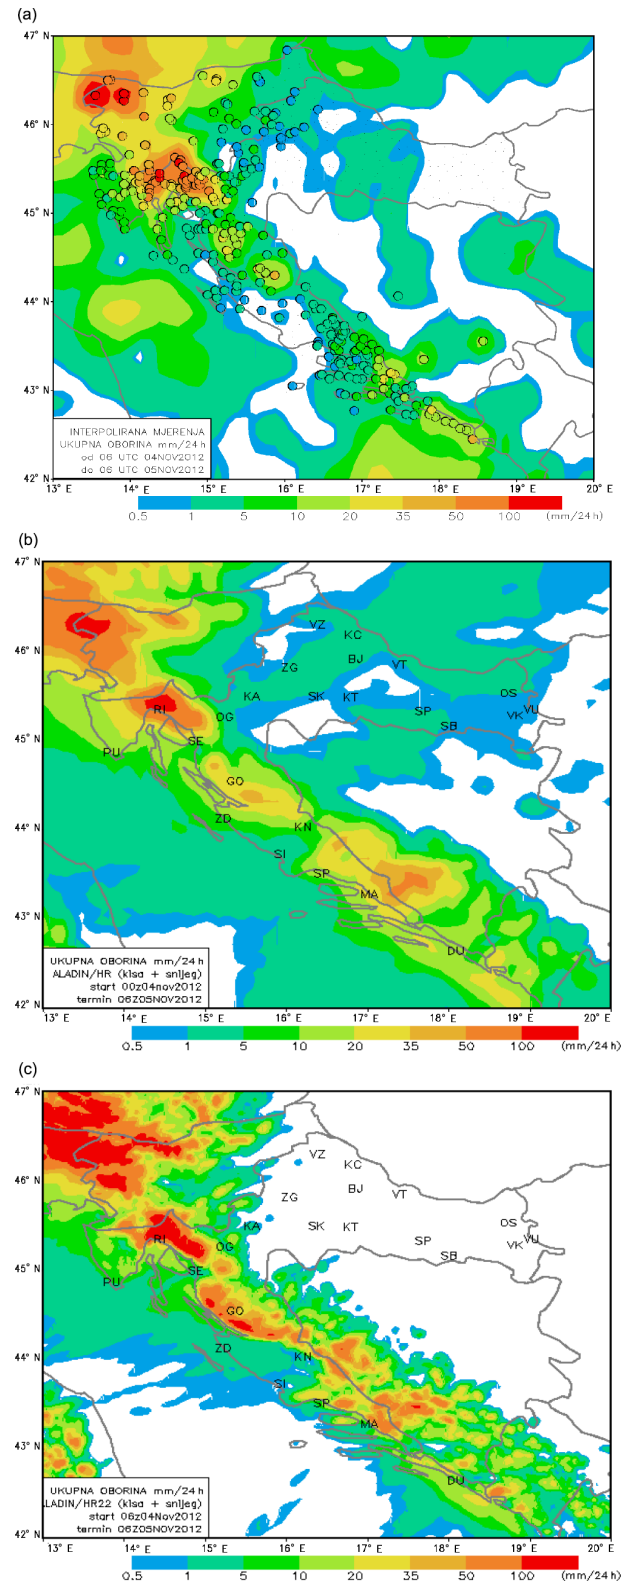 (a)
47° N
46° N
45° N
44° N
43° N
42° N
INTERPOLIRANA MJERENJA
UKUPNA OBORINA mm/24h
od 06 UTC 04NOV2012
do 06 UTC 05NOV2012
13° E 14° E 15° E 16° E 17° E 18° E 19° E 20° E
0.5 1 5 10 20 35 50 100 (mm/24h)
(b)
47° N
VZ
KC
46° N
BJ
ZG
VT
KA
SK
KT
OS
RI
OG
SP
VK
VU
SB
45° N
SE
PU
GO
ZD
44° N
KN
SI
SP
MA
43° N
DU
UKUPNA OBORINA mm/24h
ALADIN/HR (kisa + snijeg)
start 00z04nov2012
termin 06Z05NOV2012
42° N
13° E 14° E 15° E 16° E 17° E 18° E 19° E 20° E
0.5 1 5 10 20 35 50 100 (mm/24h)
(c)
47° N
VZ
KC
46° N
BJ
ZG
VT
KA
SK
KT
OS
RI
OG
SP
VK
VU
SB
45° N
SE
PU
GO
ZD
44° N
KN
SI
SP
MA
43° N
DU
UKUPNA OBORINA mm/24h
ALADIN/HR22 (kisa + snijeg)
start 06z04Nov2012
termin 06Z05NOV2012
42° N
13° E 14° E 15° E 16° E 17° E 18° E 19° E 20° E
0.5 1 5 10 20 35 50 100 (mm/24h)